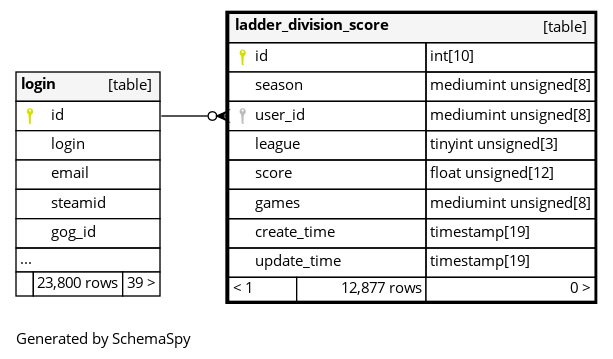 login [table]
id
login
email
steamid
gog_id
...
23,800 rows 39 >
ladder_division_score [table]
id int[10]
season mediumint unsigned[8]
user_id mediumint unsigned[8]
league tinyint unsigned[3]
score float unsigned[12]
games mediumint unsigned[8]
create_time timestamp[19]
update_time timestamp[19]
< 1 12,877 rows 0 >
Generated by SchemaSpy